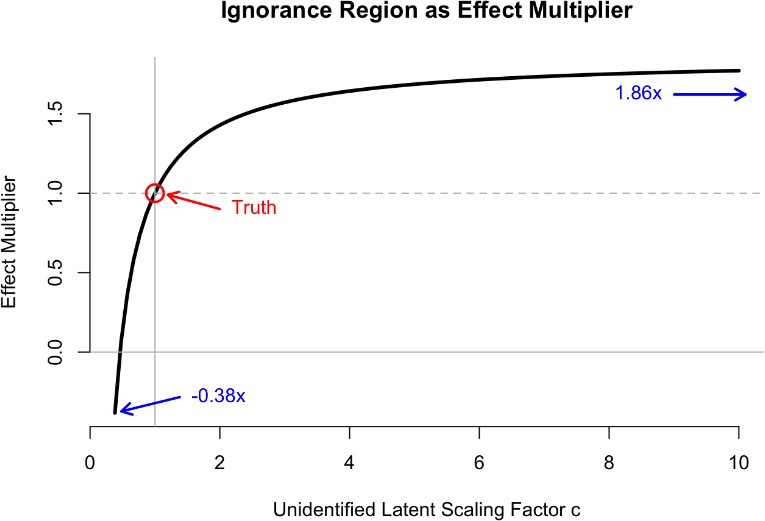 Ignorance Region as Effect Multiplier
1.86x
1.5
1.0
Truth
0.5
Effect Multiplier
0.0
-0.38x
0 2 4 6 8 10
Unidentified Latent Scaling Factor c